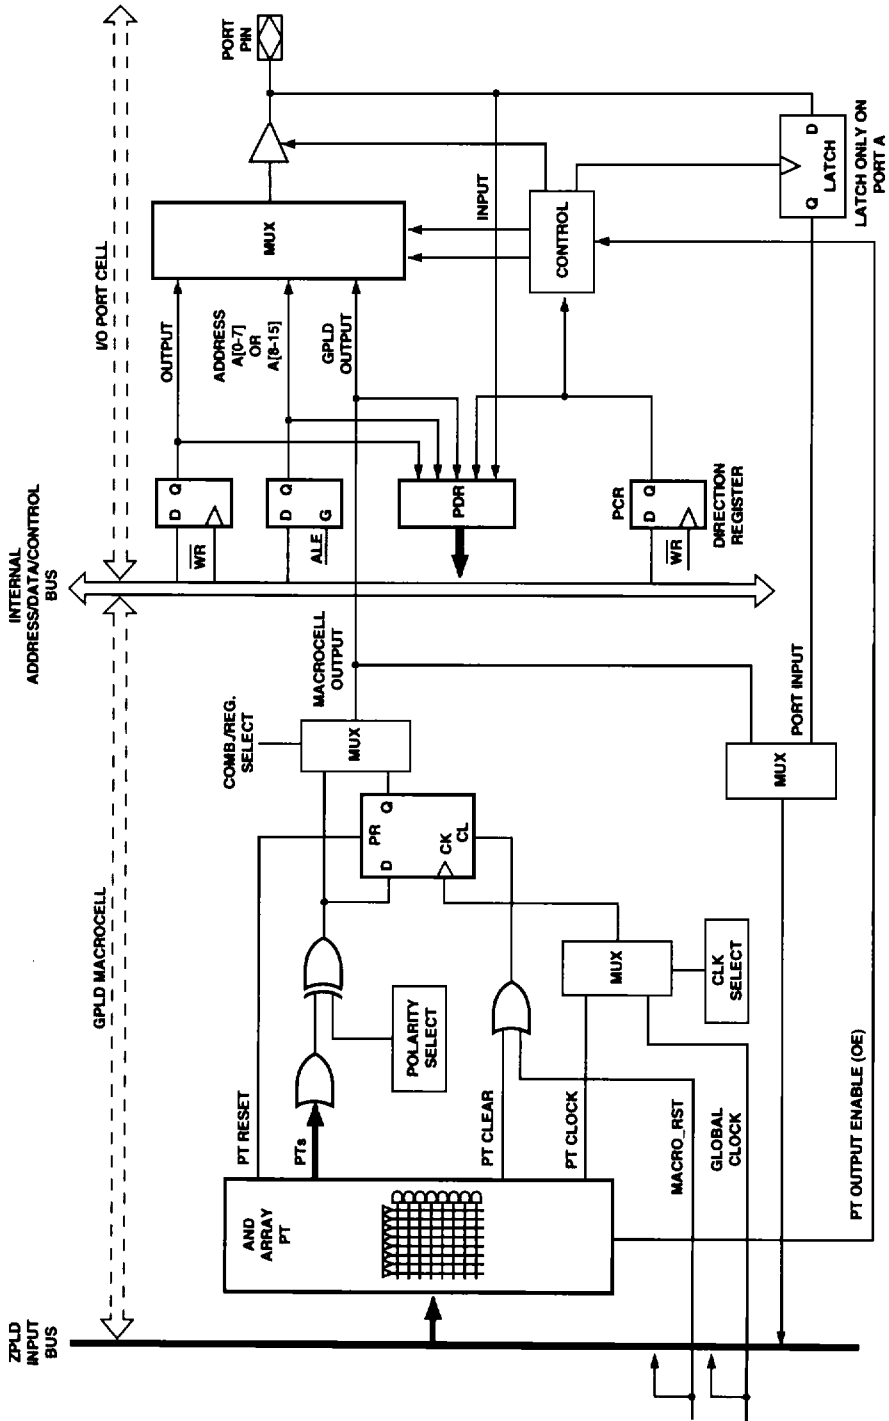 ZPLD
INPUT
BUS
GPLD MACROCELL
INTERNAL
ADDRESS/DATA/CONTROL
BUS
I/O PORT CELL
AND
ARRAY
PT
PT RESET
PTs
POLARITY
SELECT
PT CLEAR
PT CLOCK
MACRO_RST
GLOBAL
CLOCK
PT OUTPUT ENABLE (OE)
MUX
CLK
SELECT
PR
D
Q
CK
CL
COMB./REG.
SELECT
MUX
MACROCELL
OUTPUT
MUX
PORT INPUT
D
Q
W̅R̅
D
Q
A̅L̅E̅
G
PDR
PCR
D
Q
W̅R̅
DIRECTION
REGISTER
OUTPUT
ADDRESS
A[0-7]
OR
A[8-15]
GPLD
OUTPUT
MUX
INPUT
CONTROL
PORT
PIN
Q
D
LATCH
LATCH ONLY ON
PORT A